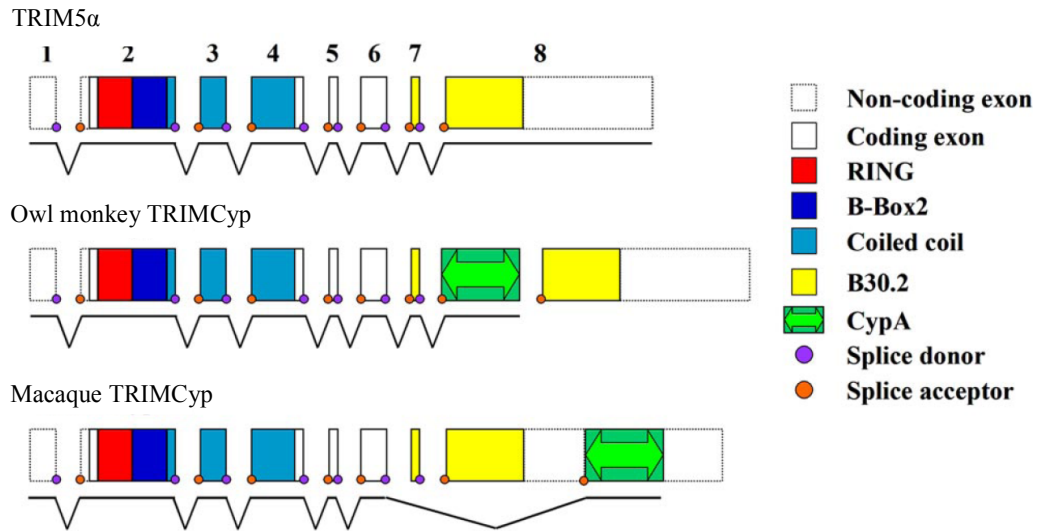 TRIM5α
1 2 3 4 5 6 7 8
Non-coding exon
Coding exon
RING
B-Box2
Coiled coil
B30.2
CypA
Splice donor
Splice acceptor
Owl monkey TRIMCyp
Macaque TRIMCyp